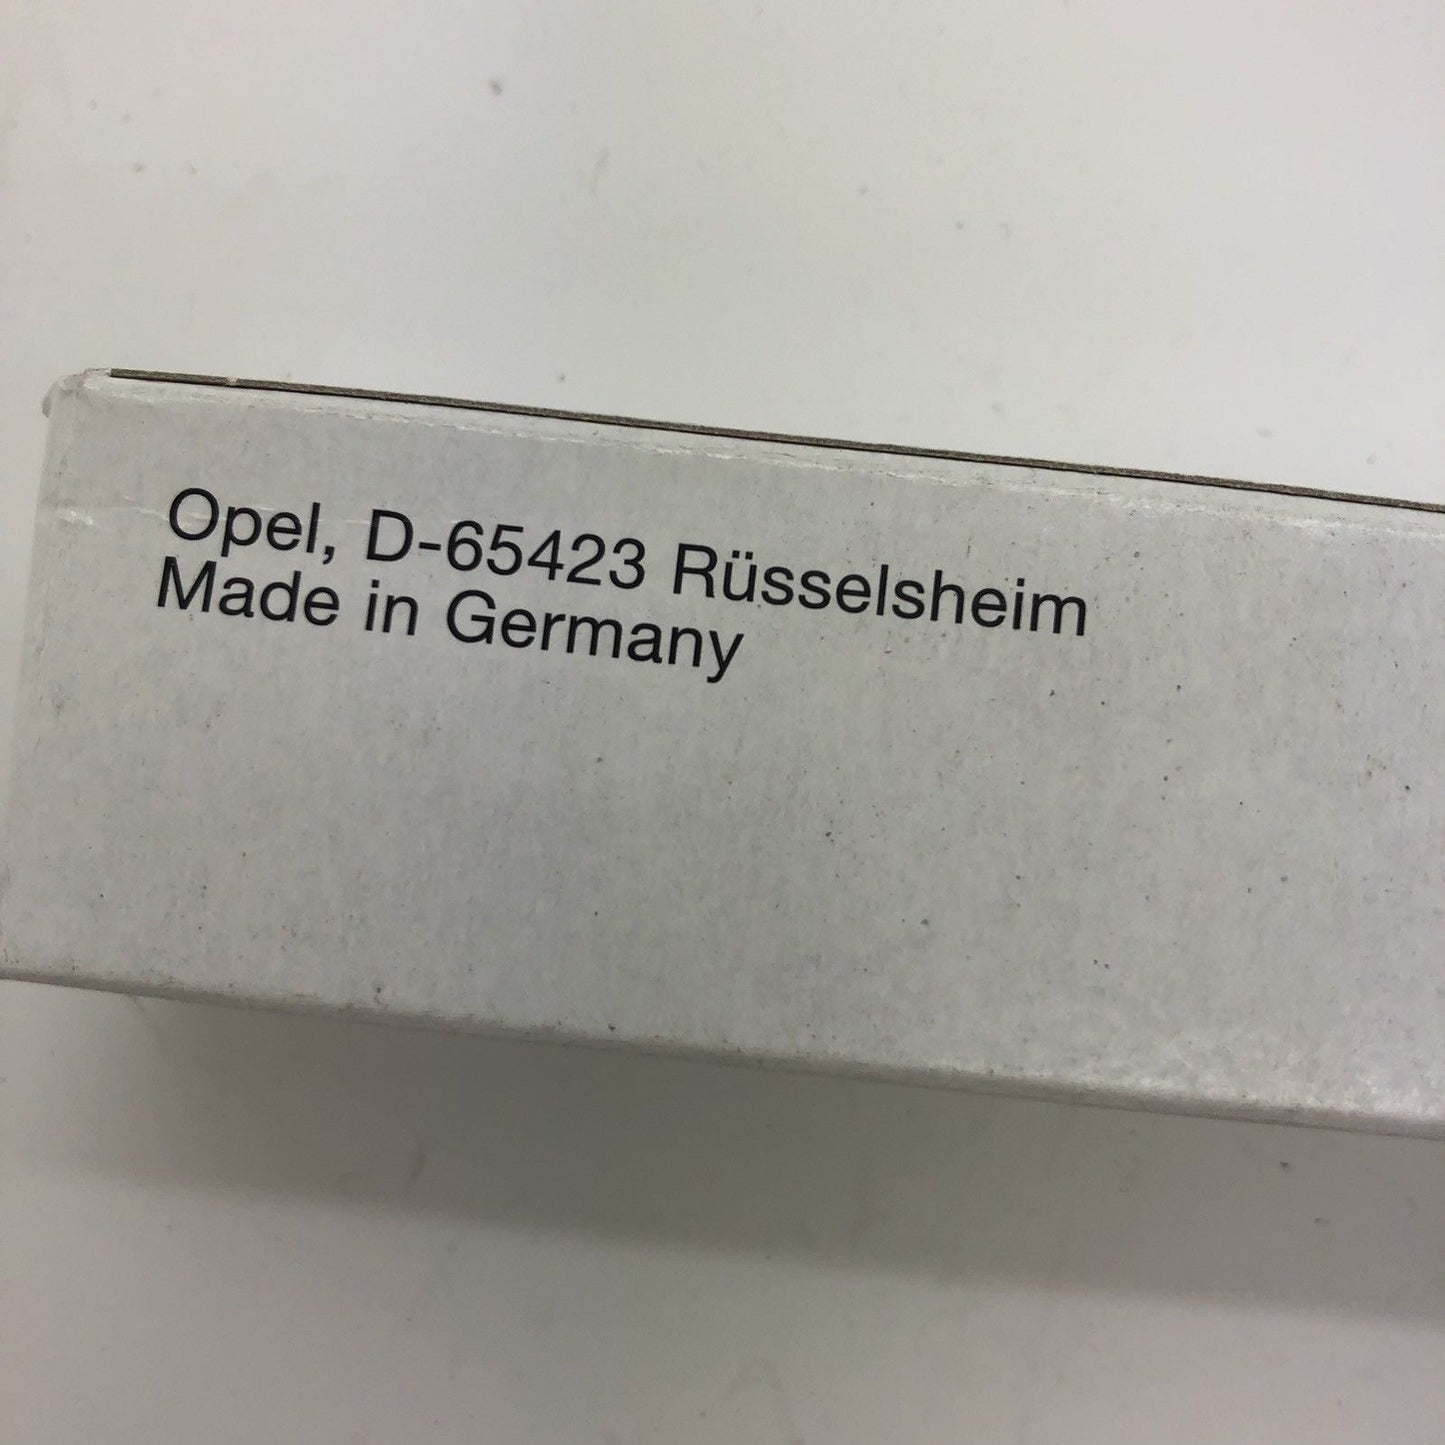 Opel, D-65423 Rüsselsheim
Made in Germany